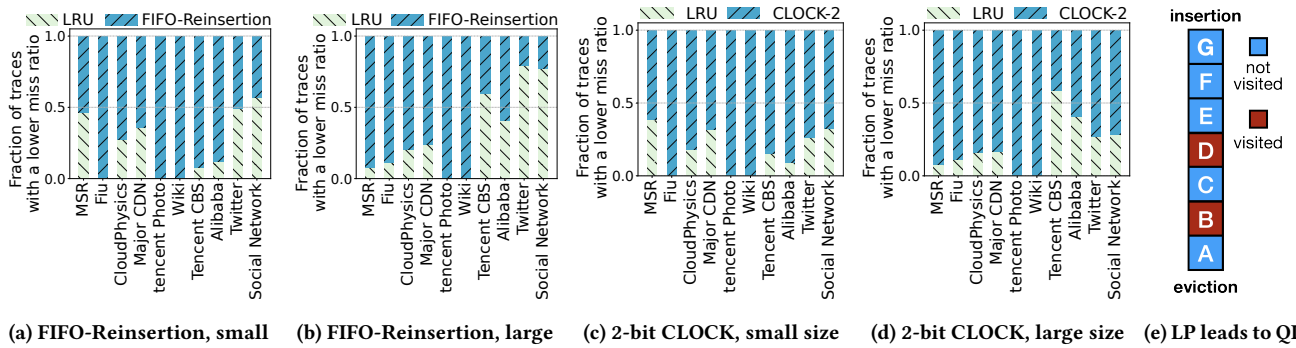 LRU FIFO-Reinsertion
Fraction of traces
with a lower miss ratio
1.0
0.5
0.0
MSR
Fiu
CloudPhysics
Major CDN
tencent Photo
Wiki
Tencent CBS
Alibaba
Twitter
Social Network
(a) FIFO-Reinsertion, small
LRU FIFO-Reinsertion
Fraction of traces
with a lower miss ratio
1.0
0.5
0.0
MSR
Fiu
CloudPhysics
Major CDN
tencent Photo
Wiki
Tencent CBS
Alibaba
Twitter
Social Network
(b) FIFO-Reinsertion, large
LRU CLOCK-2
Fraction of traces
with a lower miss ratio
1.0
0.5
0.0
MSR
Fiu
CloudPhysics
Major CDN
tencent Photo
Wiki
Tencent CBS
Alibaba
Twitter
Social Network
(c) 2-bit CLOCK, small size
LRU CLOCK-2
Fraction of traces
with a lower miss ratio
1.0
0.5
0.0
MSR
Fiu
CloudPhysics
Major CDN
tencent Photo
Wiki
Tencent CBS
Alibaba
Twitter
Social Network
(d) 2-bit CLOCK, large size
insertion
G
F
E
D
C
B
A
eviction
not
visited
visited
(e) LP leads to